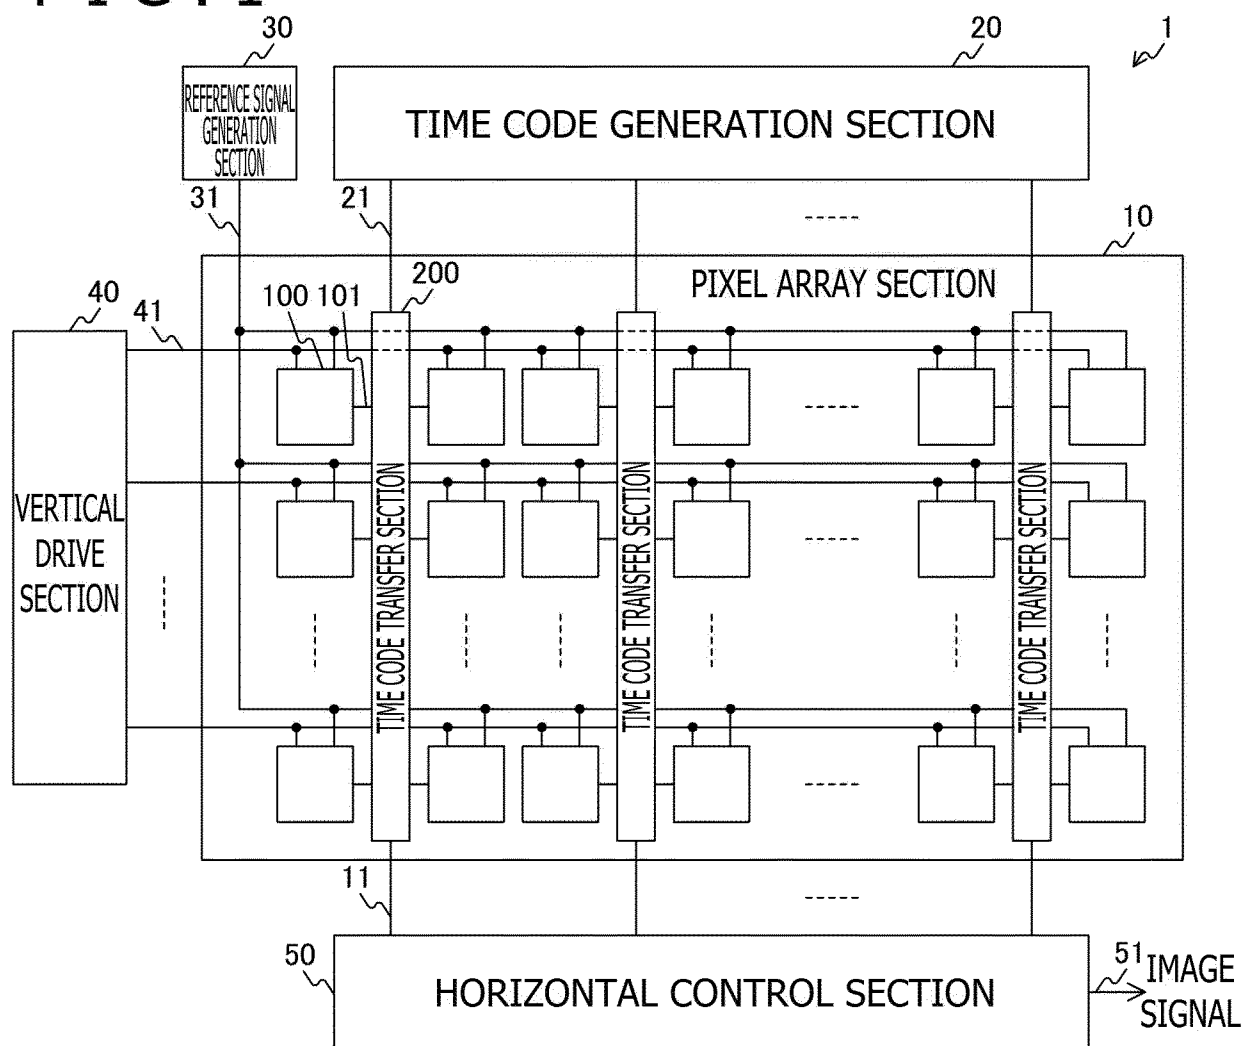 30
20
1
REFERENCE SIGNAL
GENERATION
SECTION
TIME CODE GENERATION SECTION
31
21
10
200
PIXEL ARRAY SECTION
40
41
100
101
VERTICAL
DRIVE
SECTION
TIME CODE TRANSFER SECTION
TIME CODE TRANSFER SECTION
TIME CODE TRANSFER SECTION
11
50
HORIZONTAL CONTROL SECTION
51
IMAGE
SIGNAL